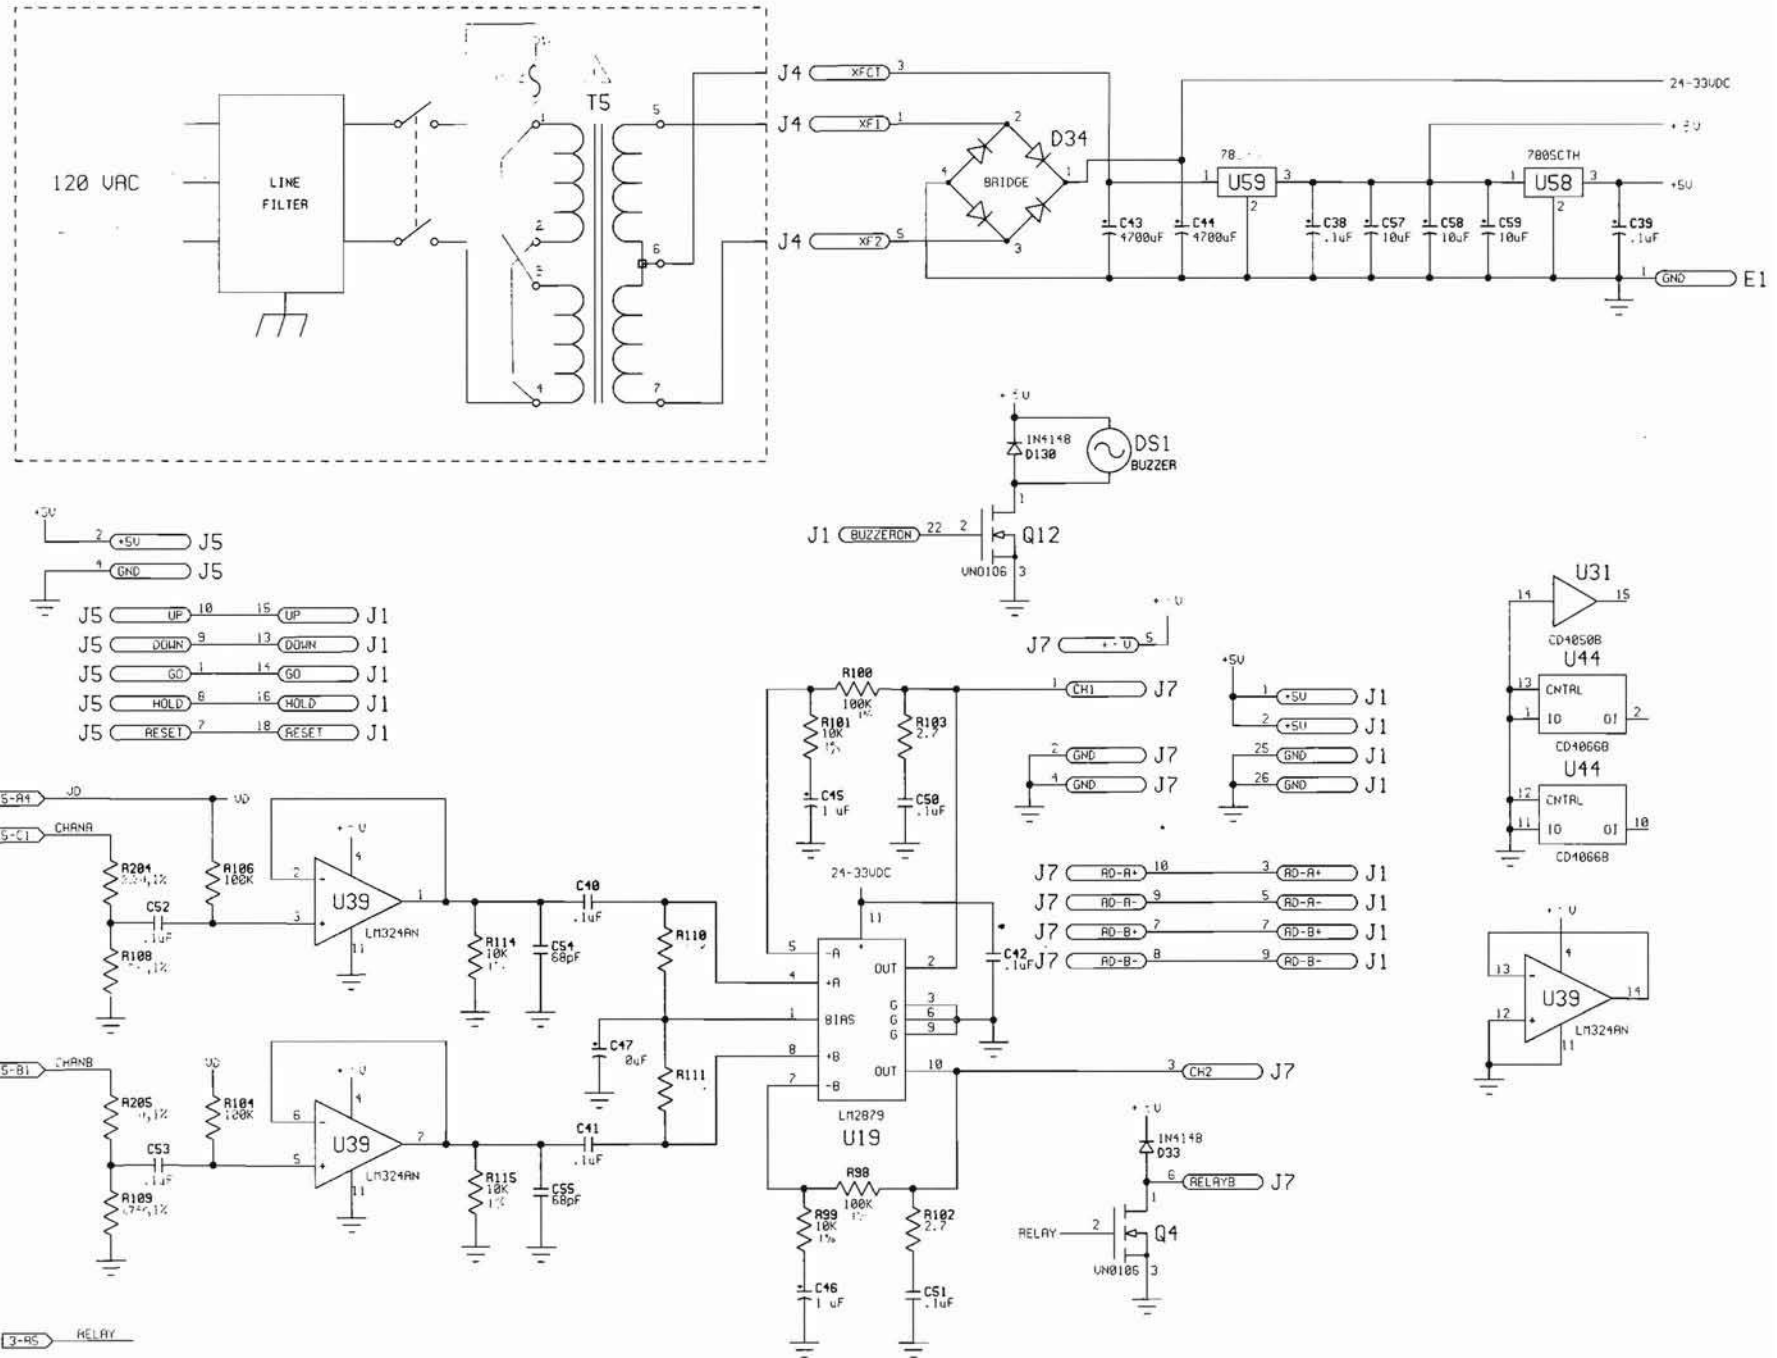 J4 XFCT 3
24-33VDC
T5
J4 XF1 1
120 VAC
LINE
FILTER
J4 XF2 5
1
2
4
5
6
7
2
D34
4
BRIDGE
1
3
C43
4700uF
C44
4700uF
1 U59 3
2
C38
.1uF
C57
10uF
C58
10uF
C59
10uF
7805CTH
1 U58 3
2
+5V
C39
.1uF
1 GND E1
1N4148
D130
DS1
BUZZER
1
J1 BUZZERON 22 2
Q12
VN0106 3
+5V
2 +5V J5
4 GND J5
J5 UP 10 15 UP J1
J5 DOWN 9 13 DOWN J1
J5 GO 1 14 GO J1
J5 HOLD 8 16 HOLD J1
J5 RESET 7 18 RESET J1
U31
14 15
CD4050B
U44
13 CNTRL
1 IO OI 2
CD4066B
U44
12 CNTRL
11 IO OI 10
CD4066B
J7 5
R100
100K
1%
1 CH1 J7
R101
10K
1%
R103
2.7
C45
1 uF
C50
.1uF
2 GND J7
4 GND J7
+5V
1 +5V J1
2 +5V J1
25 GND J1
26 GND J1
5-A4 VD
VD
5-C1 CHANA
R204
C52
.1uF
R108
R106
100K
2 -
3 +
4
U39
LM324AN
11
1
R114
10K
1%
C54
68pF
C40
.1uF
R110
24-33VDC
11
5 -A
4 +A
1 BIAS
8 +B
7 -B
OUT 2
G 3
G 6
G 9
OUT 10
LM2879
U19
C42
.1uF
J7 AD-A+ 10 3 AD-A+ J1
J7 AD-A- 9 5 AD-A- J1
J7 AD-B+ 7 7 AD-B+ J1
J7 AD-B- 8 9 AD-B- J1
13 -
12 +
4
U39
14
LM324AN
11
C47
R111
5-B1 CHANB
R205
C53
.1uF
R109
VD
R104
100K
6 -
5 +
4
U39
LM324AN
11
7
R115
10K
1%
C55
68pF
C41
.1uF
3 CH2 J7
R98
100K
1%
R99
10K
1%
R102
2.7
C46
1 uF
C51
.1uF
1N4148
D33
6 RELAYB J7
1
RELAY 2
Q4
VN0106 3
3-A5 RELAY